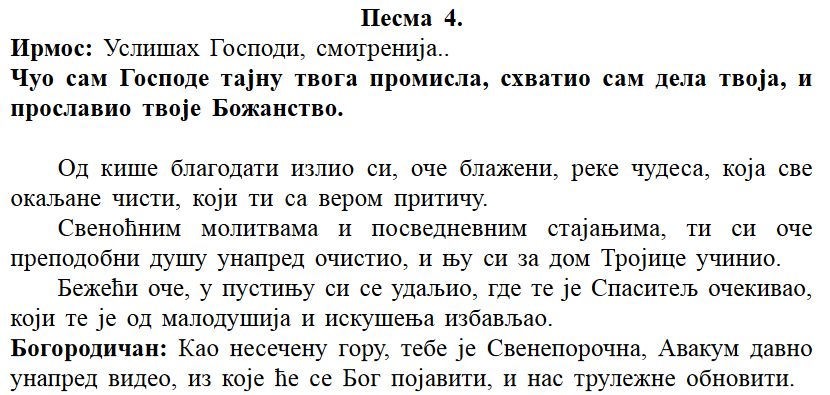 Песма 4.
Ирмос: Услишах Господи, смотренија..
Чуо сам Господе тајну твога промисла, схватио сам дела твоја, и
прославио твоје Божанство.
Од кише благодати излио си, оче блажени, реке чудеса, која све
окаљане чисти, који ти са вером притичу.
Свеноћним молитвама и посведневним стајањима, ти си оче
преподобни душу унапред очистио, и њу си за дом Тројице учинио.
Бежећи оче, у пустињу си се удаљио, где те је Спаситељ очекивао,
који те је од малодушија и искушења избављао.
Богородичан: Као несечену гору, тебе је Свенепорочна, Авакум давно
унапред видео, из које ће се Бог појавити, и нас трулежне обновити.